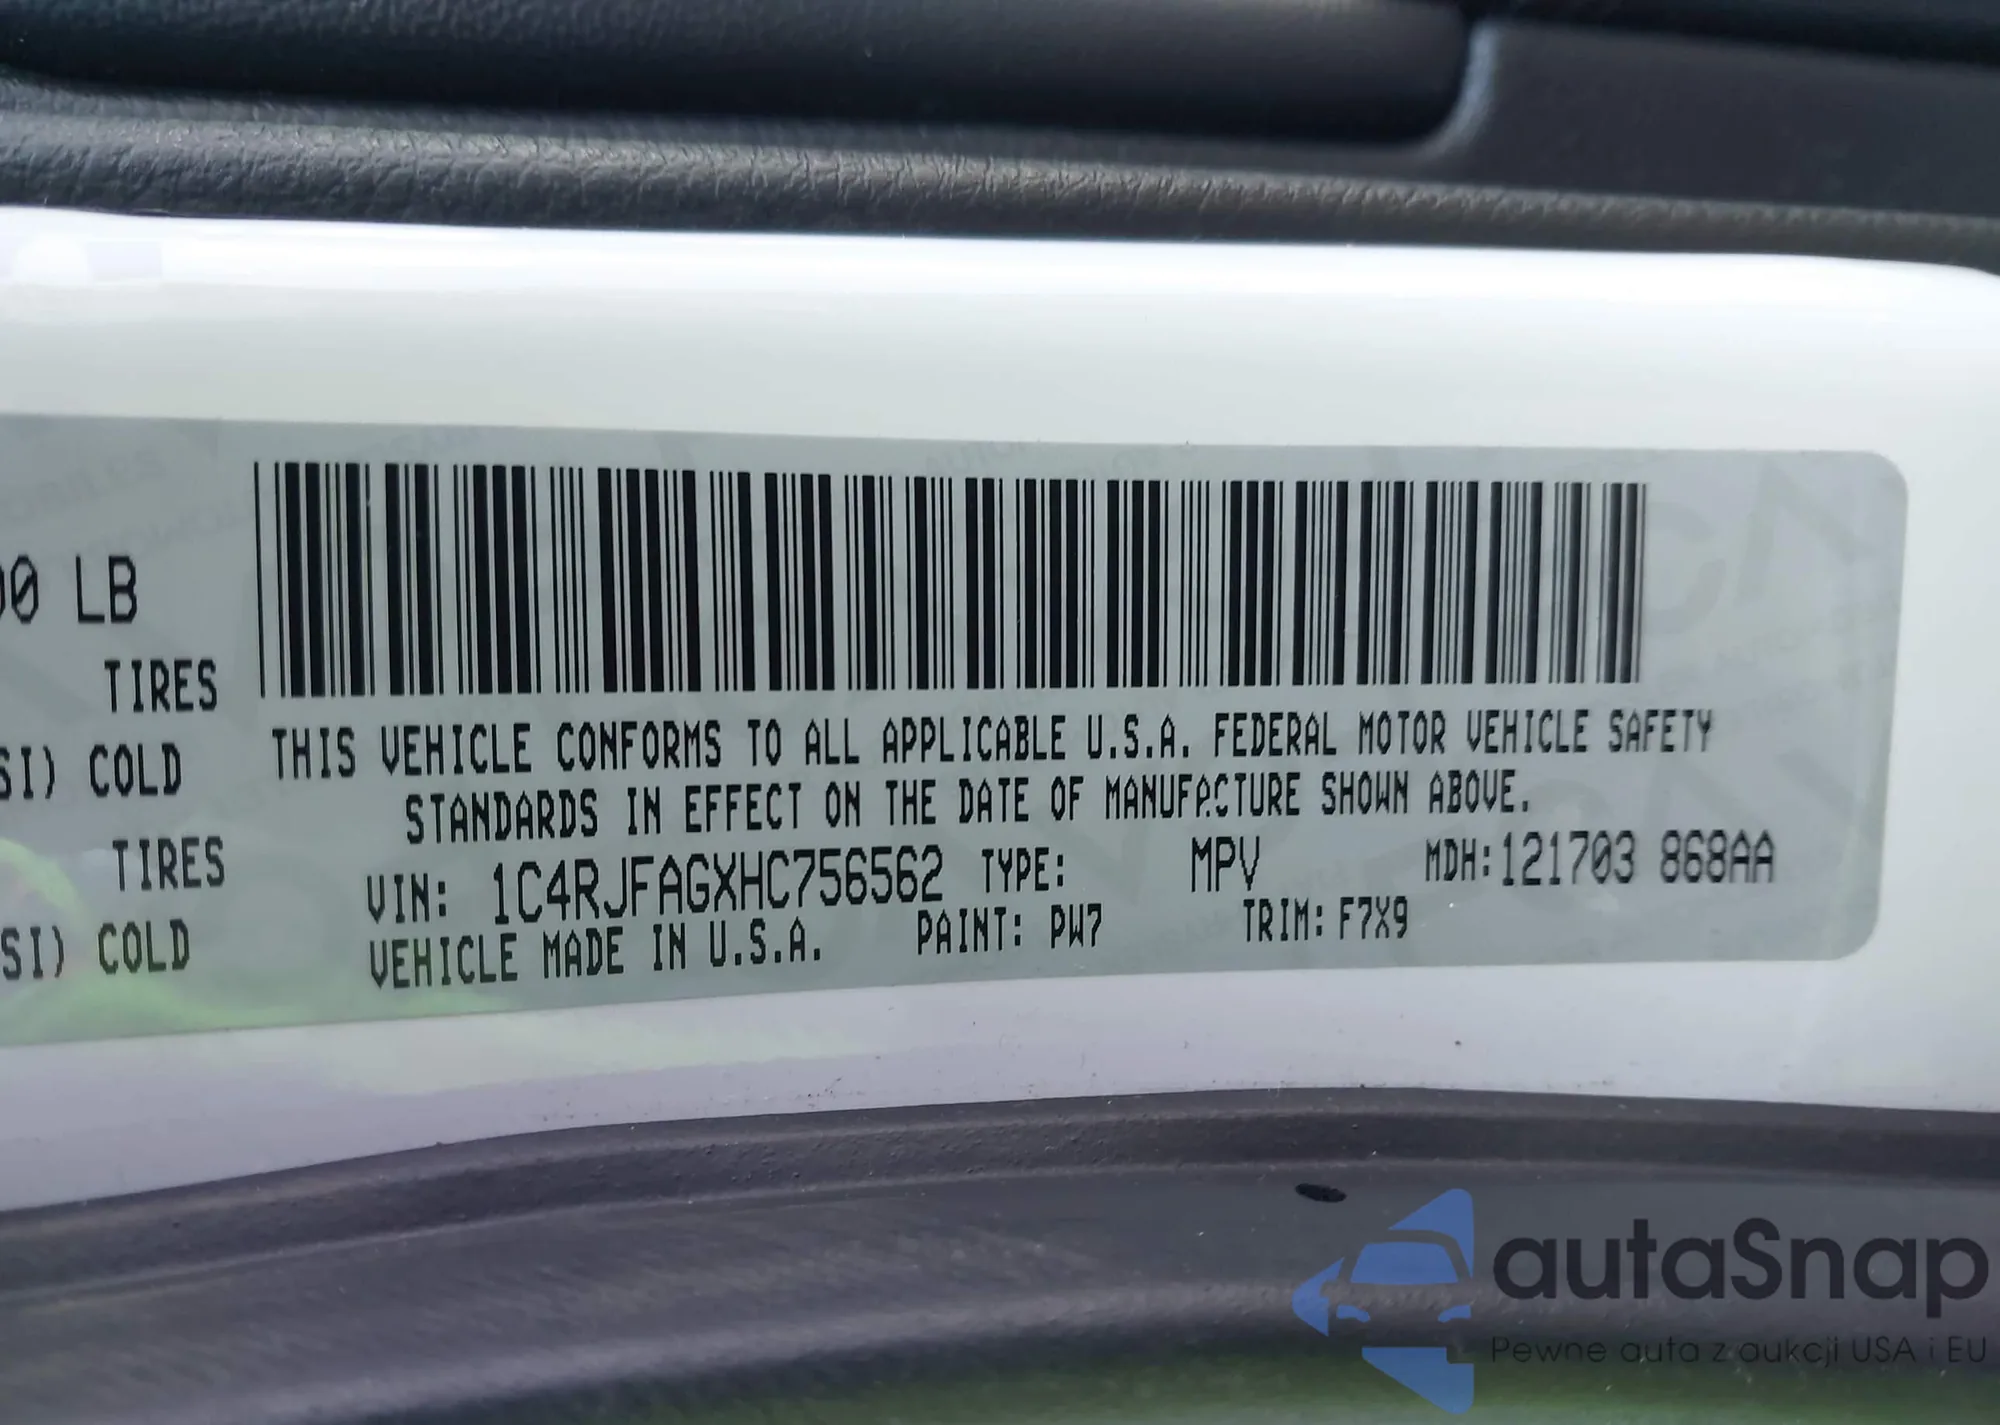 00 LB
TIRES
SI) COLD
TIRES
SI) COLD
THIS VEHICLE CONFORMS TO ALL APPLICABLE U.S.A. FEDERAL MOTOR VEHICLE SAFETY
STANDARDS IN EFFECT ON THE DATE OF MANUFACTURE SHOWN ABOVE.
VIN: 1C4RJFAGXHC756562 TYPE: MPV MDH:121703 868AA
VEHICLE MADE IN U.S.A. PAINT: PW7 TRIM: F7X9
autaSnap
Pewne auta z aukcji USA i EU